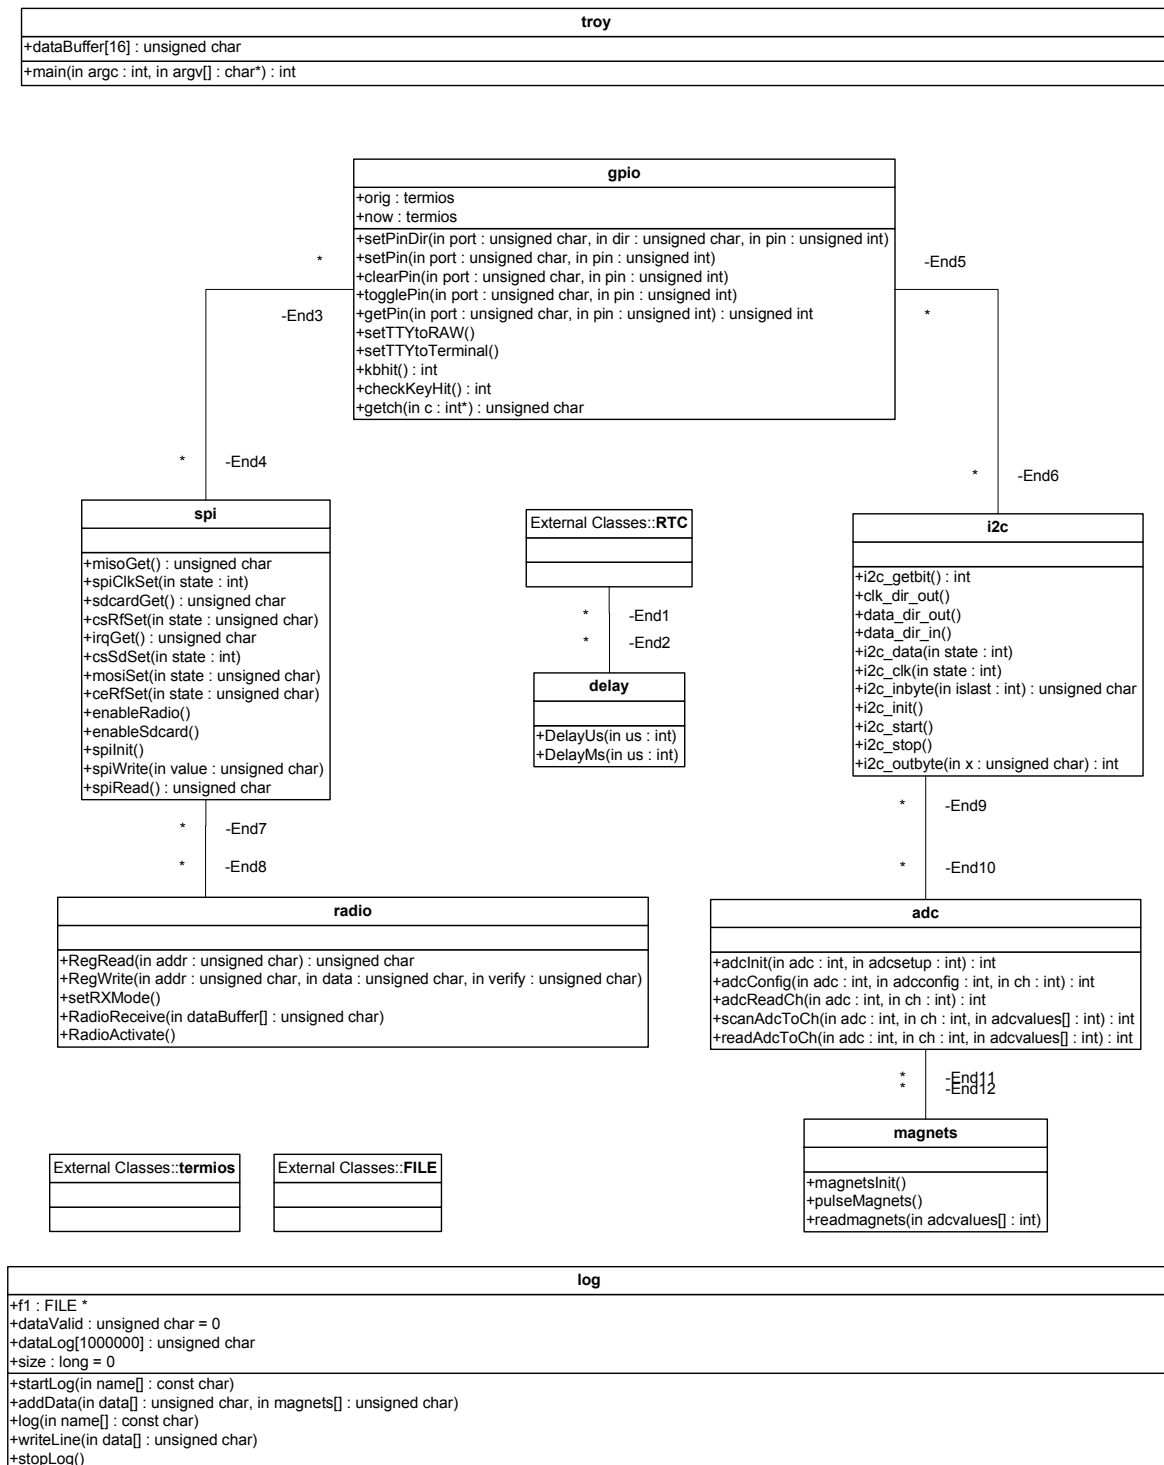 troy
+dataBuffer[16] : unsigned char
+main(in argc : int, in argv[] : char*) : int
gpio
+orig : termios
+now : termios
+setPinDir(in port : unsigned char, in dir : unsigned char, in pin : unsigned int)
+setPin(in port : unsigned char, in pin : unsigned int)
+clearPin(in port : unsigned char, in pin : unsigned int)
+togglePin(in port : unsigned char, in pin : unsigned int)
+getPin(in port : unsigned char, in pin : unsigned int) : unsigned int
+setTTYtoRAW()
+setTTYtoTerminal()
+kbhit() : int
+checkKeyHit() : int
+getch(in c : int*) : unsigned char
*
-End3
-End5
*
*
-End4
*
-End6
spi
+misoGet() : unsigned char
+spiClkSet(in state : int)
+sdcardGet() : unsigned char
+csRfSet(in state : unsigned char)
+irqGet() : unsigned char
+csSdSet(in state : int)
+mosiSet(in state : unsigned char)
+ceRfSet(in state : unsigned char)
+enableRadio()
+enableSdcard()
+spiInit()
+spiWrite(in value : unsigned char)
+spiRead() : unsigned char
External Classes::RTC
*
-End1
*
-End2
delay
+DelayUs(in us : int)
+DelayMs(in us : int)
i2c
+i2c_getbit() : int
+clk_dir_out()
+data_dir_out()
+data_dir_in()
+i2c_data(in state : int)
+i2c_clk(in state : int)
+i2c_inbyte(in islast : int) : unsigned char
+i2c_init()
+i2c_start()
+i2c_stop()
+i2c_outbyte(in x : unsigned char) : int
*
-End7
*
-End8
*
-End9
*
-End10
radio
+RegRead(in addr : unsigned char) : unsigned char
+RegWrite(in addr : unsigned char, in data : unsigned char, in verify : unsigned char)
+setRXMode()
+RadioReceive(in dataBuffer[] : unsigned char)
+RadioActivate()
adc
+adcInit(in adc : int, in adcsetup : int) : int
+adcConfig(in adc : int, in adcconfig : int, in ch : int) : int
+adcReadCh(in adc : int, in ch : int) : int
+scanAdcToCh(in adc : int, in ch : int, in adcvalues[] : int) : int
+readAdcToCh(in adc : int, in ch : int, in adcvalues[] : int) : int
*
-End11
*
-End12
magnets
+magnetsInit()
+pulseMagnets()
+readmagnets(in adcvalues[] : int)
External Classes::termios
External Classes::FILE
log
+f1 : FILE *
+dataValid : unsigned char = 0
+dataLog[1000000] : unsigned char
+size : long = 0
+startLog(in name[] : const char)
+addData(in data[] : unsigned char, in magnets[] : unsigned char)
+log(in name[] : const char)
+writeLine(in data[] : unsigned char)
+stopLog()